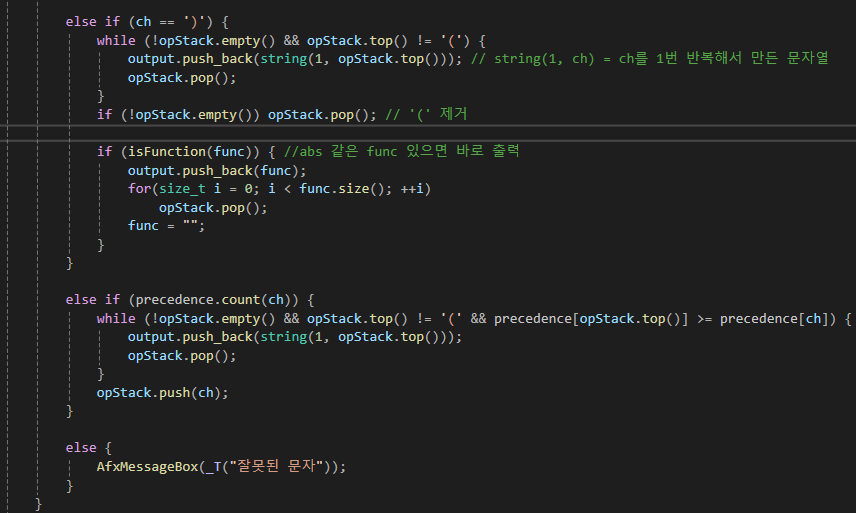 else if (ch == ')') {
while (!opStack.empty() && opStack.top() != '(') {
output.push_back(string(1, opStack.top())); // string(1, ch) = ch를 1번 반복해서 만든 문자열
opStack.pop();
}
if (!opStack.empty()) opStack.pop(); // '(' 제거
if (isFunction(func)) { //abs 같은 func 있으면 바로 출력
output.push_back(func);
for(size_t i = 0; i < func.size(); ++i)
opStack.pop();
func = "";
}
}
else if (precedence.count(ch)) {
while (!opStack.empty() && opStack.top() != '(' && precedence[opStack.top()] >= precedence[ch]) {
output.push_back(string(1, opStack.top()));
opStack.pop();
}
opStack.push(ch);
}
else {
AfxMessageBox(_T("잘못된 문자"));
}
}